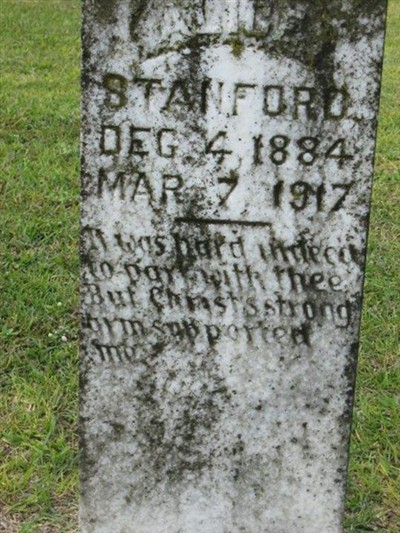 STANFORD
DEC. 4, 1884
MAR. 7, 1917
It was hard indeed
to part with thee
But Christ's strong
arm supported
me.